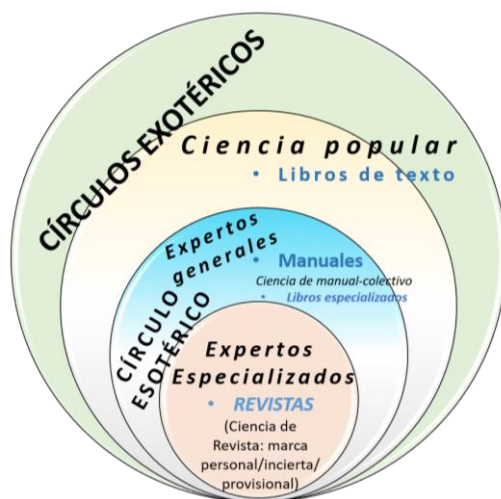 CÍRCULOS EXOTÉRICOS
Ciencia popular
• Libros de texto
Expertos
generales
• Manuales
Ciencia de manual-colectivo
• Libros especializados
CÍRCULO
ESOTÉRICO
Expertos
Especializados
• REVISTAS
(Ciencia de
Revista: marca
personal/incierta/
provisional)